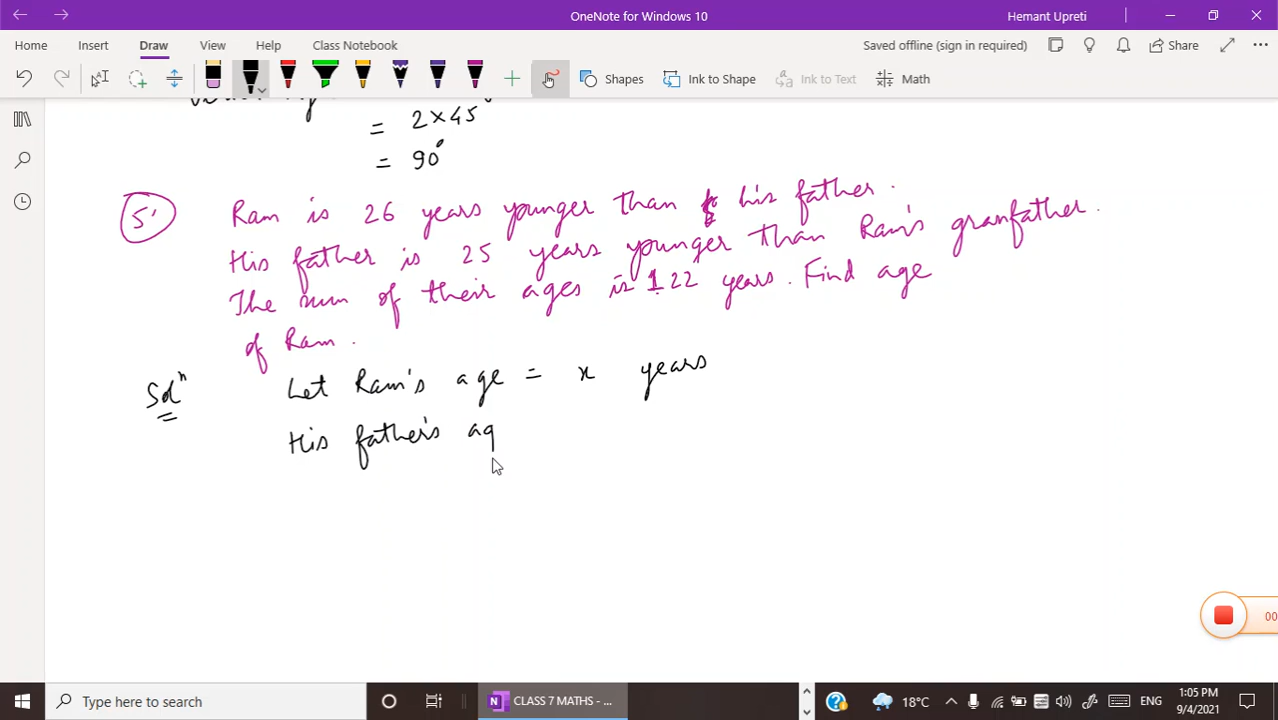 OneNote for Windows 10
Hemant Upreti
Home Insert Draw View Help Class Notebook
Saved offline (sign in required) Share
Shapes Ink to Shape Ink to Text Math
= 2×45°
= 90°
5. Ram is 26 years younger than his father.
His father is 25 years younger than Ram's granfather.
The sum of their ages is 122 years. Find age
of Ram.
Solⁿ Let Ram's age = x years
His father's ag
00
Type here to search
CLASS 7 MATHS - ...
18°C
ENG
1:05 PM
9/4/2021